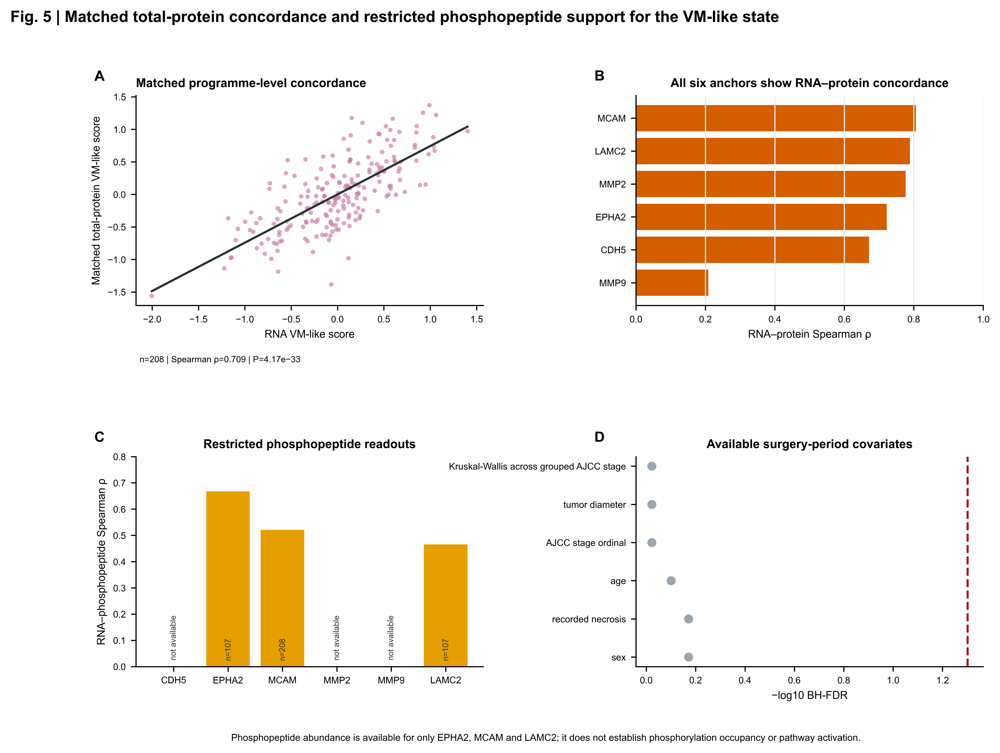 Fig. 5 | Matched total-protein concordance and restricted phosphopeptide support for the VM-like state
A
Matched programme-level concordance
Matched total-protein VM-like score
1.5
1.0
0.5
0.0
−0.5
−1.0
−1.5
−2.0 −1.5 −1.0 −0.5 0.0 0.5 1.0 1.5
RNA VM-like score
n=208 | Spearman ρ=0.709 | P=4.17e−33
B
All six anchors show RNA–protein concordance
MCAM
LAMC2
MMP2
EPHA2
CDH5
MMP9
0.0 0.2 0.4 0.6 0.8 1.0
RNA–protein Spearman ρ
C
Restricted phosphopeptide readouts
RNA–phosphopeptide Spearman ρ
0.8
0.7
0.6
0.5
0.4
0.3
0.2
0.1
0.0
not available
n=107
n=208
not available
not available
n=107
CDH5 EPHA2 MCAM MMP2 MMP9 LAMC2
D
Available surgery-period covariates
Kruskal-Wallis across grouped AJCC stage
tumor diameter
AJCC stage ordinal
age
recorded necrosis
sex
0.0 0.2 0.4 0.6 0.8 1.0 1.2
−log10 BH-FDR
Phosphopeptide abundance is available for only EPHA2, MCAM and LAMC2; it does not establish phosphorylation occupancy or pathway activation.